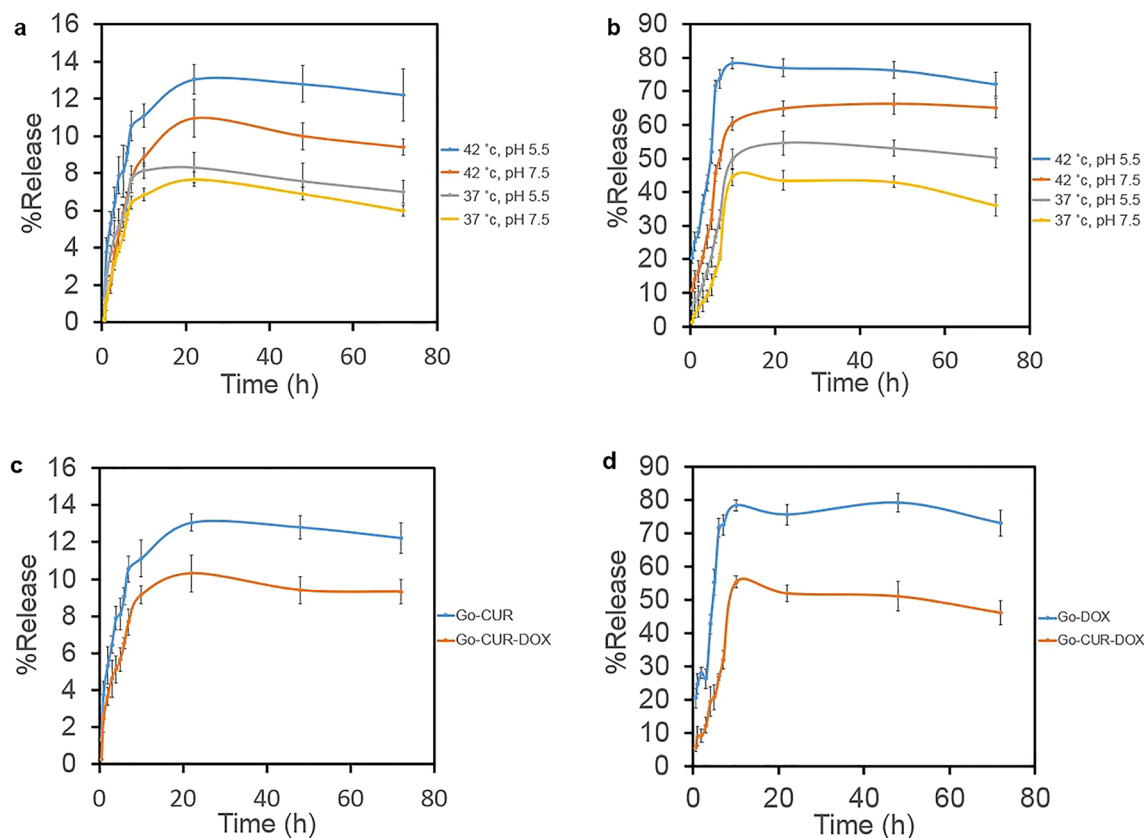 a
%Release
16
14
12
10
8
6
4
2
0
0 20 40 60 80
Time (h)
42 ˚c, pH 5.5
42 ˚c, pH 7.5
37 ˚c, pH 5.5
37 ˚c, pH 7.5
b
%Release
90
80
70
60
50
40
30
20
10
0
0 20 40 60 80
Time (h)
42 ˚c, pH 5.5
42 ˚c, pH 7.5
37 ˚c, pH 5.5
37 ˚c, pH 7.5
c
%Release
16
14
12
10
8
6
4
2
0
0 20 40 60 80
Time (h)
Go-CUR
Go-CUR-DOX
d
%Release
90
80
70
60
50
40
30
20
10
0
0 20 40 60 80
Time (h)
Go-DOX
Go-CUR-DOX